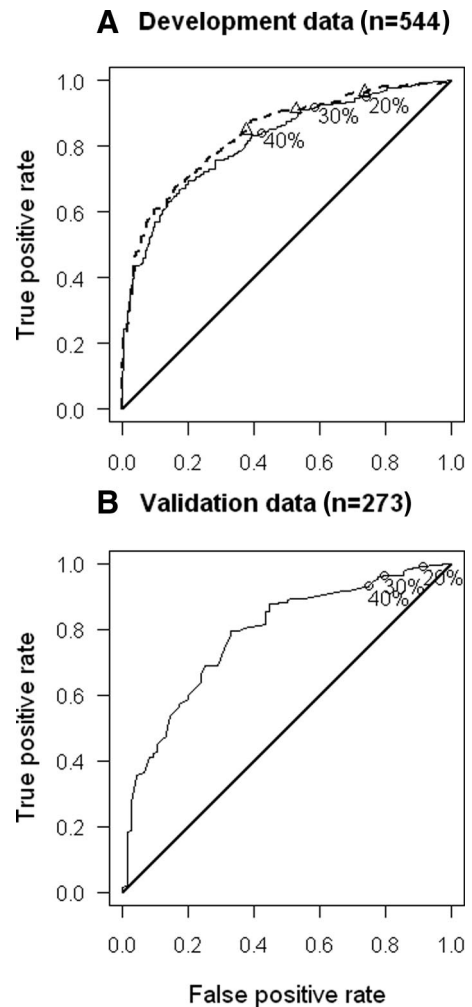 A Development data (n=544)
1.0
0.8
0.6
0.4
0.2
0.0
True positive rate
20%
30%
40%
0.0 0.2 0.4 0.6 0.8 1.0
B Validation data (n=273)
1.0
0.8
0.6
0.4
0.2
0.0
True positive rate
20%
30%
40%
0.0 0.2 0.4 0.6 0.8 1.0
False positive rate